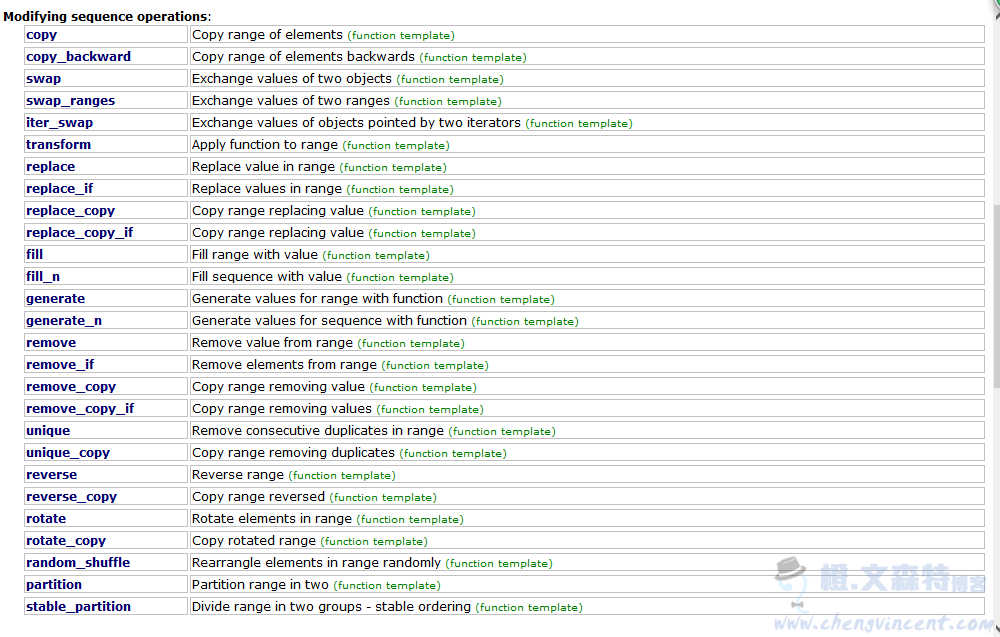 Modifying sequence operations:
copy Copy range of elements (function template)
copy_backward Copy range of elements backwards (function template)
swap Exchange values of two objects (function template)
swap_ranges Exchange values of two ranges (function template)
iter_swap Exchange values of objects pointed by two iterators (function template)
transform Apply function to range (function template)
replace Replace value in range (function template)
replace_if Replace values in range (function template)
replace_copy Copy range replacing value (function template)
replace_copy_if Copy range replacing value (function template)
fill Fill range with value (function template)
fill_n Fill sequence with value (function template)
generate Generate values for range with function (function template)
generate_n Generate values for sequence with function (function template)
remove Remove value from range (function template)
remove_if Remove elements from range (function template)
remove_copy Copy range removing value (function template)
remove_copy_if Copy range removing values (function template)
unique Remove consecutive duplicates in range (function template)
unique_copy Copy range removing duplicates (function template)
reverse Reverse range (function template)
reverse_copy Copy range reversed (function template)
rotate Rotate elements in range (function template)
rotate_copy Copy rotated range (function template)
random_shuffle Rearrange elements in range randomly (function template)
partition Partition range in two (function template)
stable_partition Divide range in two groups - stable ordering (function template)
橙.文森特博客
www.chengvincent.com